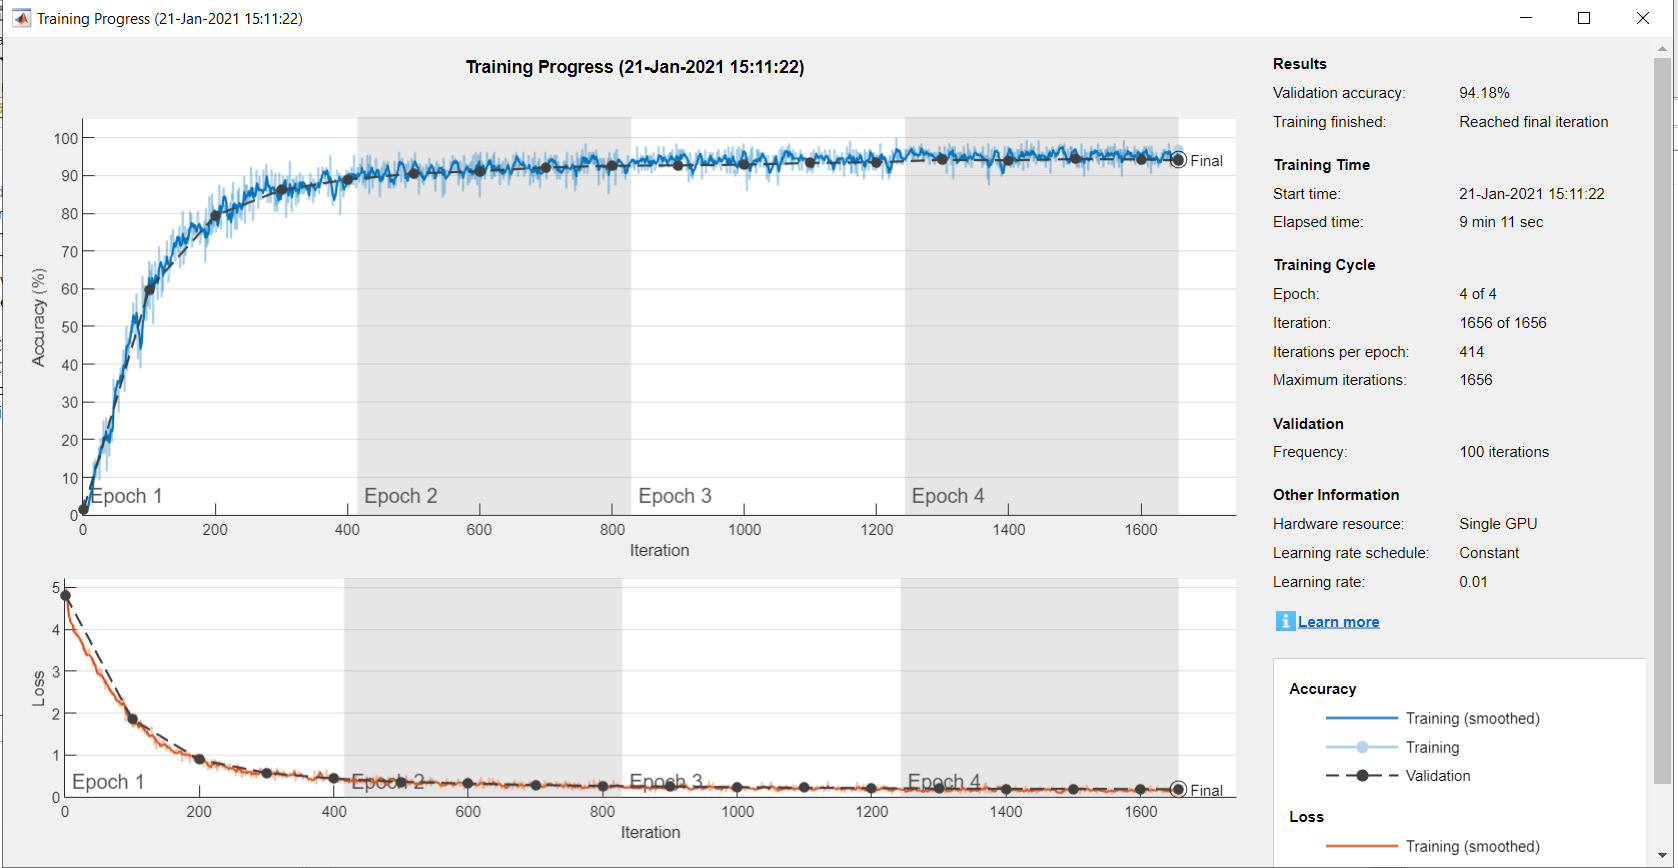 Training Progress (21-Jan-2021 15:11:22)
Training Progress (21-Jan-2021 15:11:22)
100
90
80
70
60
50
40
30
20
10
0
Accuracy (%)
Epoch 1
Epoch 2
Epoch 3
Epoch 4
Final
0 200 400 600 800 1000 1200 1400 1600
Iteration
5
4
3
2
1
0
Loss
Epoch 1
Epoch 2
Epoch 3
Epoch 4
Final
0 200 400 600 800 1000 1200 1400 1600
Iteration
Results
Validation accuracy: 94.18%
Training finished: Reached final iteration
Training Time
Start time: 21-Jan-2021 15:11:22
Elapsed time: 9 min 11 sec
Training Cycle
Epoch: 4 of 4
Iteration: 1656 of 1656
Iterations per epoch: 414
Maximum iterations: 1656
Validation
Frequency: 100 iterations
Other Information
Hardware resource: Single GPU
Learning rate schedule: Constant
Learning rate: 0.01
i Learn more
Accuracy
Training (smoothed)
Training
Validation
Loss
Training (smoothed)